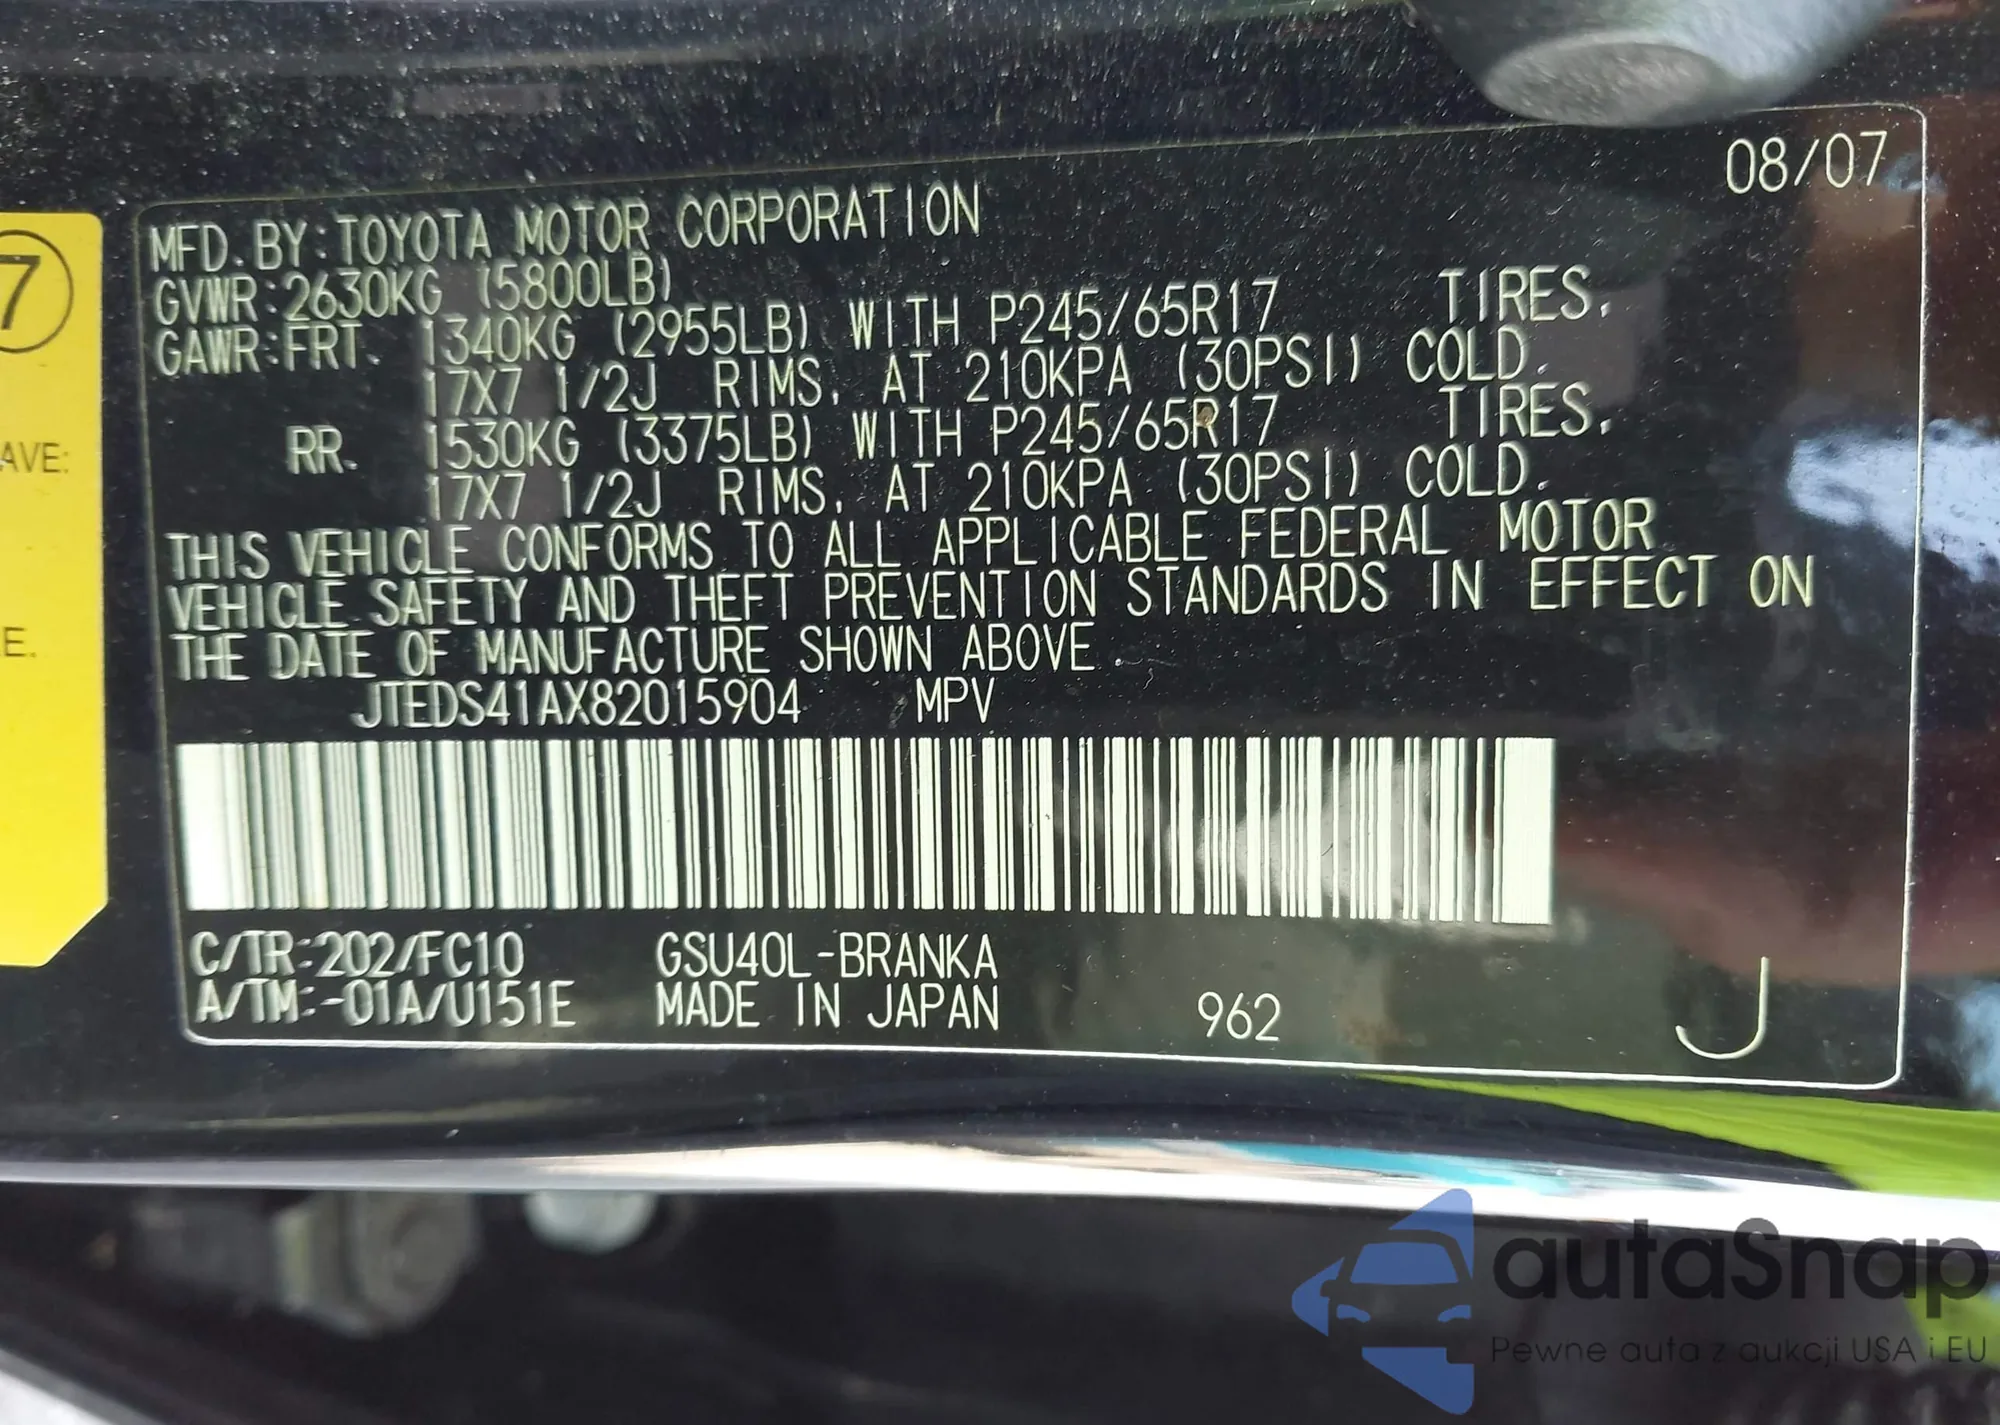 08/07
MFD. BY: TOYOTA MOTOR CORPORATION
GVWR: 2630KG (5800LB)
GAWR: FRT. 1340KG (2955LB) WITH P245/65R17 TIRES,
17X7 1/2J RIMS, AT 210KPA (30PSI) COLD.
RR. 1530KG (3375LB) WITH P245/65R17 TIRES,
17X7 1/2J RIMS, AT 210KPA (30PSI) COLD.
THIS VEHICLE CONFORMS TO ALL APPLICABLE FEDERAL MOTOR
VEHICLE SAFETY AND THEFT PREVENTION STANDARDS IN EFFECT ON
THE DATE OF MANUFACTURE SHOWN ABOVE.
JTEDS41AX82015904 MPV
C/TR: 202/FC10 GSU40L-BRANKA
A/TM: -01A/U151E MADE IN JAPAN 962 J
7
AVE:
E.
autaSnap
Pewne auta z aukcji USA i EU